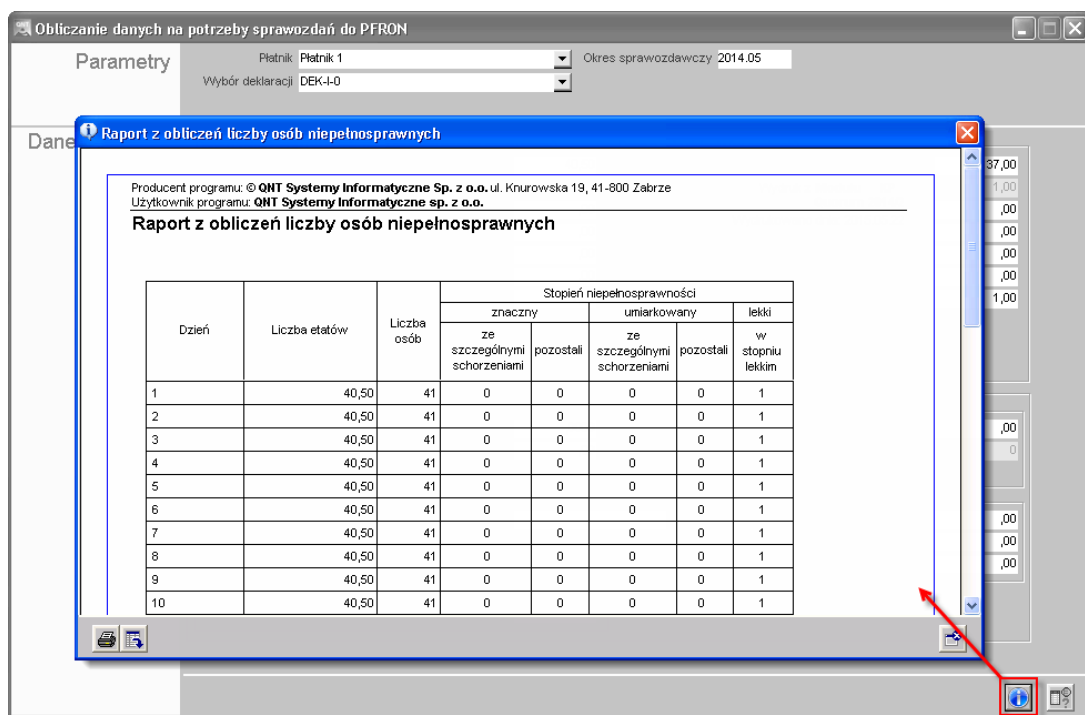 Obliczanie danych na potrzeby sprawozdań do PFRON
Parametry
Płatnik Płatnik 1
Okres sprawozdawczy 2014.05
Wybór deklaracji DEK-I-0
Dane
Raport z obliczeń liczby osób niepełnosprawnych
Producent programu: © QNT Systemy Informatyczne Sp. z o.o. ul. Knurowska 19, 41-800 Zabrze
Użytkownik programu: QNT Systemy Informatyczne sp. z o.o.
Raport z obliczeń liczby osób niepełnosprawnych
Stopień niepełnosprawności
znaczny umiarkowany lekki
Dzień Liczba etatów Liczba osób ze szczególnymi schorzeniami pozostali ze szczególnymi schorzeniami pozostali w stopniu lekkim
1 40,50 41 0 0 0 0 1
2 40,50 41 0 0 0 0 1
3 40,50 41 0 0 0 0 1
4 40,50 41 0 0 0 0 1
5 40,50 41 0 0 0 0 1
6 40,50 41 0 0 0 0 1
7 40,50 41 0 0 0 0 1
8 40,50 41 0 0 0 0 1
9 40,50 41 0 0 0 0 1
10 40,50 41 0 0 0 0 1
37,00
1,00
,00
,00
,00
,00
1,00
,00
0
,00
,00
,00